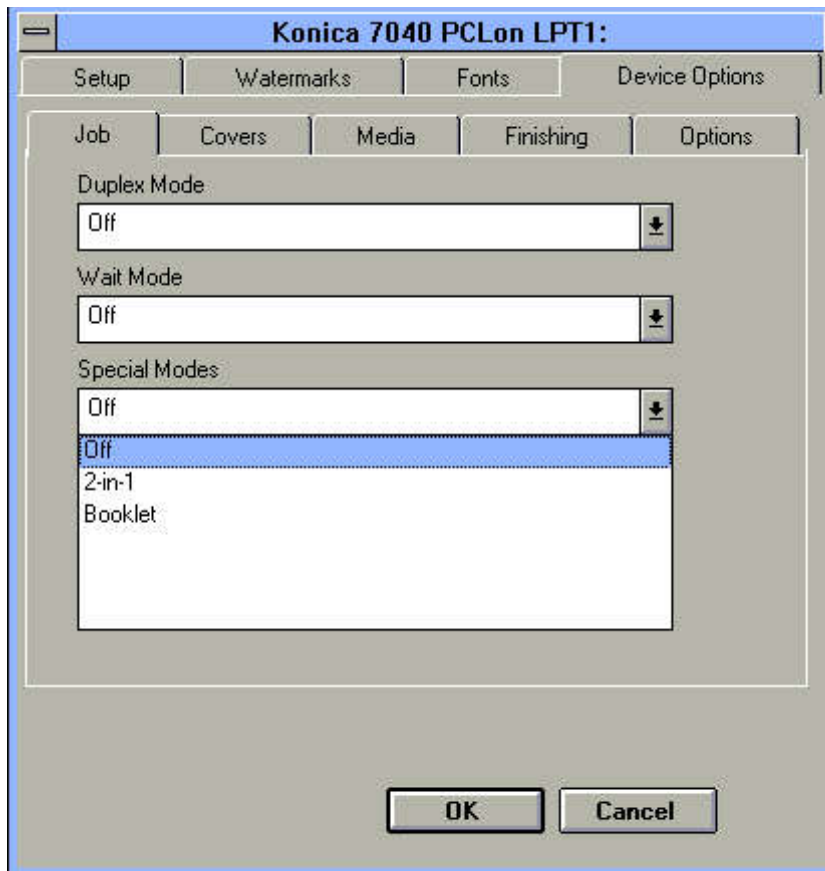 Konica 7040 PCLon LPT1:
Setup Watermarks Fonts Device Options
Job Covers Media Finishing Options
Duplex Mode
Off
Wait Mode
Off
Special Modes
Off
Off
2-in-1
Booklet
OK Cancel